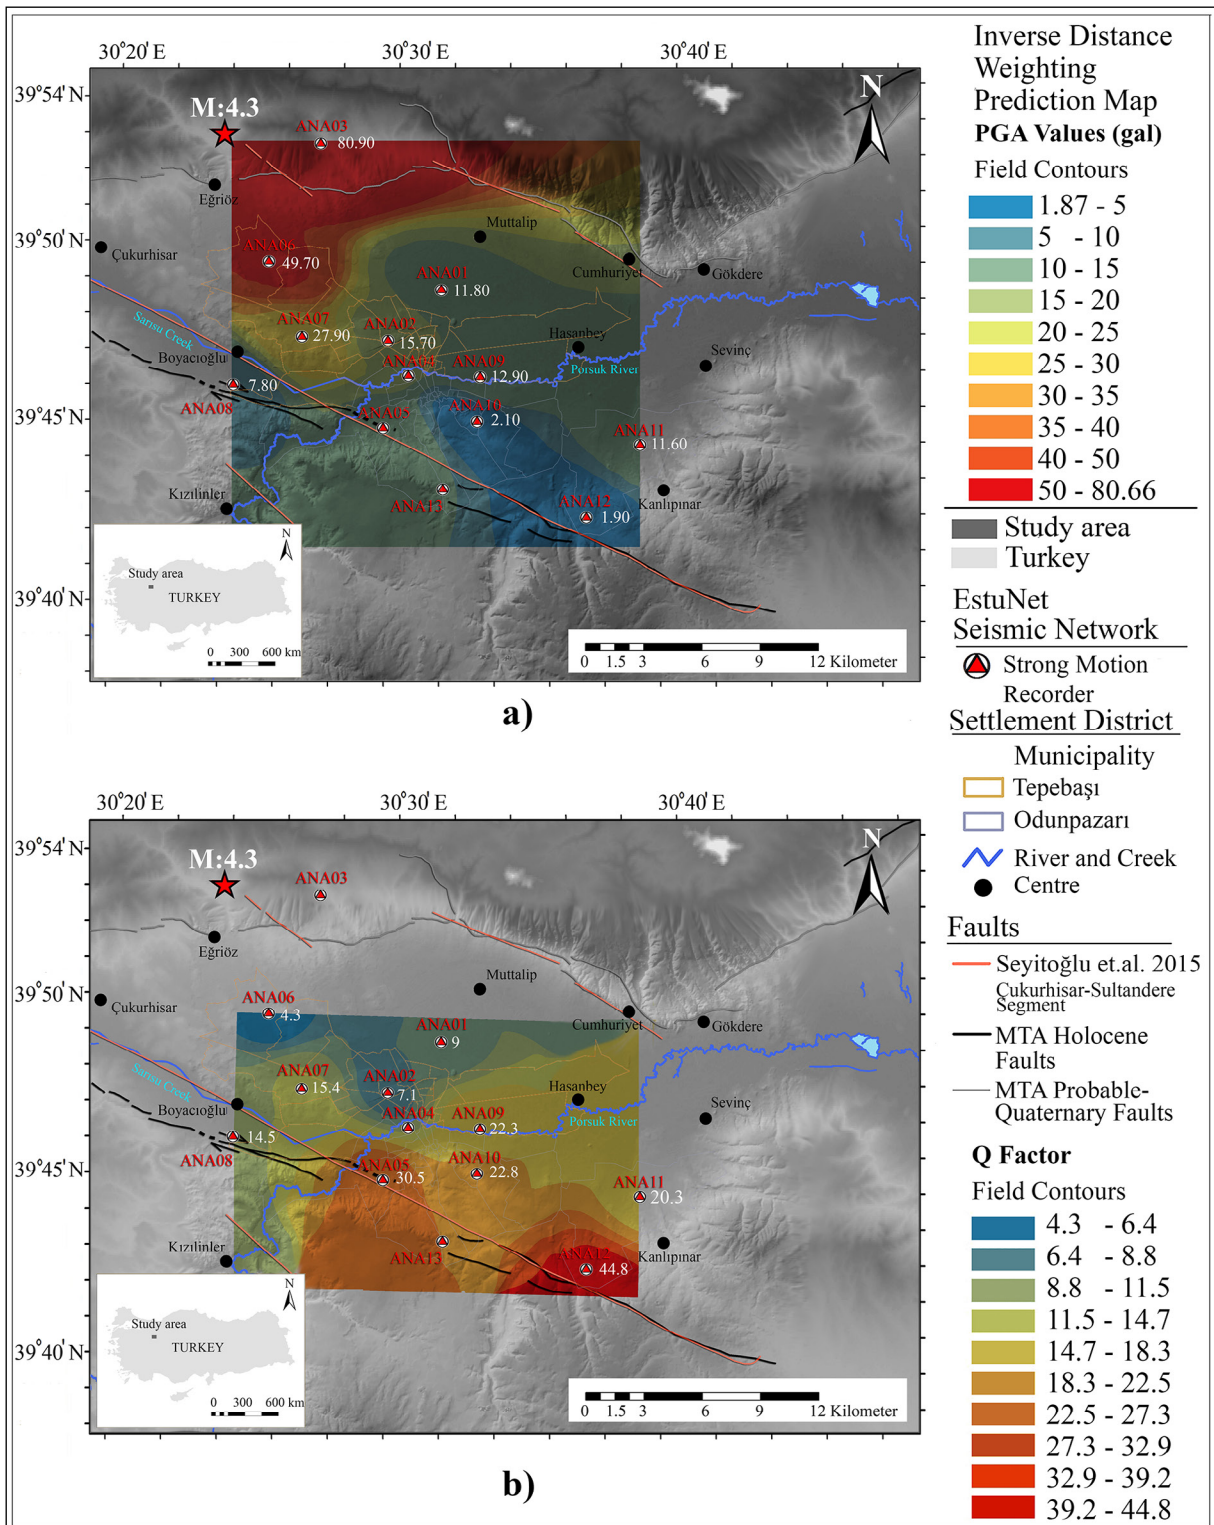 30°20' E
30°30' E
30°40' E
39°54' N
39°50' N
39°45' N
39°40' N
M:4.3
N
ANA03
80.90
Eğriöz
Çukurhisar
ANA06
49.70
Muttalip
ANA01
11.80
Cumhuriyet
Gökdere
Sarısu Creek
ANA07
27.90
ANA02
15.70
Hasanbey
Boyacıoğlu
ANA04
ANA09
12.90
Porsuk River
Sevinç
7.80
ANA08
ANA05
ANA10
2.10
ANA11
11.60
Kızılinler
ANA13
ANA12
1.90
Kanlıpınar
N
Study area
TURKEY
0 300 600 km
0 1.5 3 6 9 12 Kilometer
a)
30°20' E
30°30' E
30°40' E
39°54' N
39°50' N
39°45' N
39°40' N
M:4.3
N
ANA03
Eğriöz
Çukurhisar
ANA06
4.3
Muttalip
ANA01
9
Cumhuriyet
Gökdere
Sarısu Creek
ANA07
15.4
ANA02
7.1
Hasanbey
Boyacıoğlu
ANA04
ANA09
22.3
Porsuk River
Sevinç
14.5
ANA08
ANA05
30.5
ANA10
22.8
ANA11
20.3
Kızılinler
ANA13
ANA12
44.8
Kanlıpınar
N
Study area
TURKEY
0 300 600 km
0 1.5 3 6 9 12 Kilometer
b)
Inverse Distance
Weighting
Prediction Map
PGA Values (gal)
Field Contours
1.87 - 5
5 - 10
10 - 15
15 - 20
20 - 25
25 - 30
30 - 35
35 - 40
40 - 50
50 - 80.66
Study area
Turkey
EstuNet
Seismic Network
Strong Motion
Recorder
Settlement District
Municipality
Tepebaşı
Odunpazarı
River and Creek
Centre
Faults
Seyitoğlu et.al. 2015
Cukurhisar-Sultandere
Segment
MTA Holocene
Faults
MTA Probable-
Quaternary Faults
Q Factor
Field Contours
4.3 - 6.4
6.4 - 8.8
8.8 - 11.5
11.5 - 14.7
14.7 - 18.3
18.3 - 22.5
22.5 - 27.3
27.3 - 32.9
32.9 - 39.2
39.2 - 44.8